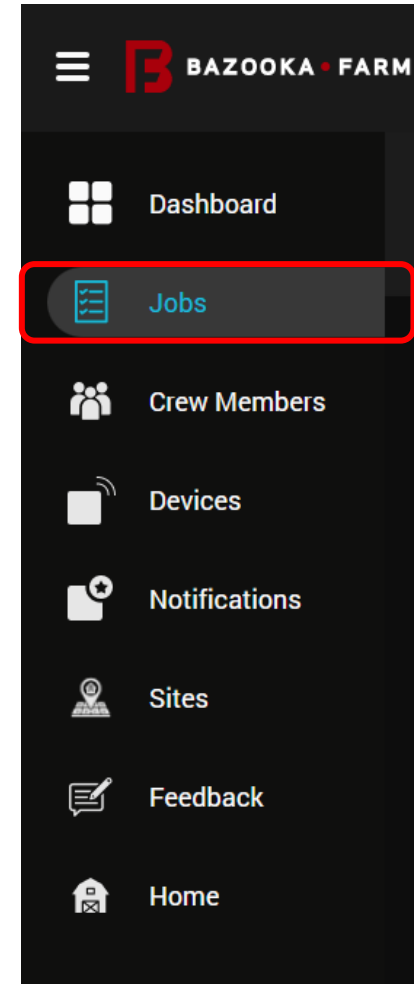 BAZOOKA • FARM
Dashboard
Jobs
Crew Members
Devices
Notifications
Sites
Feedback
Home